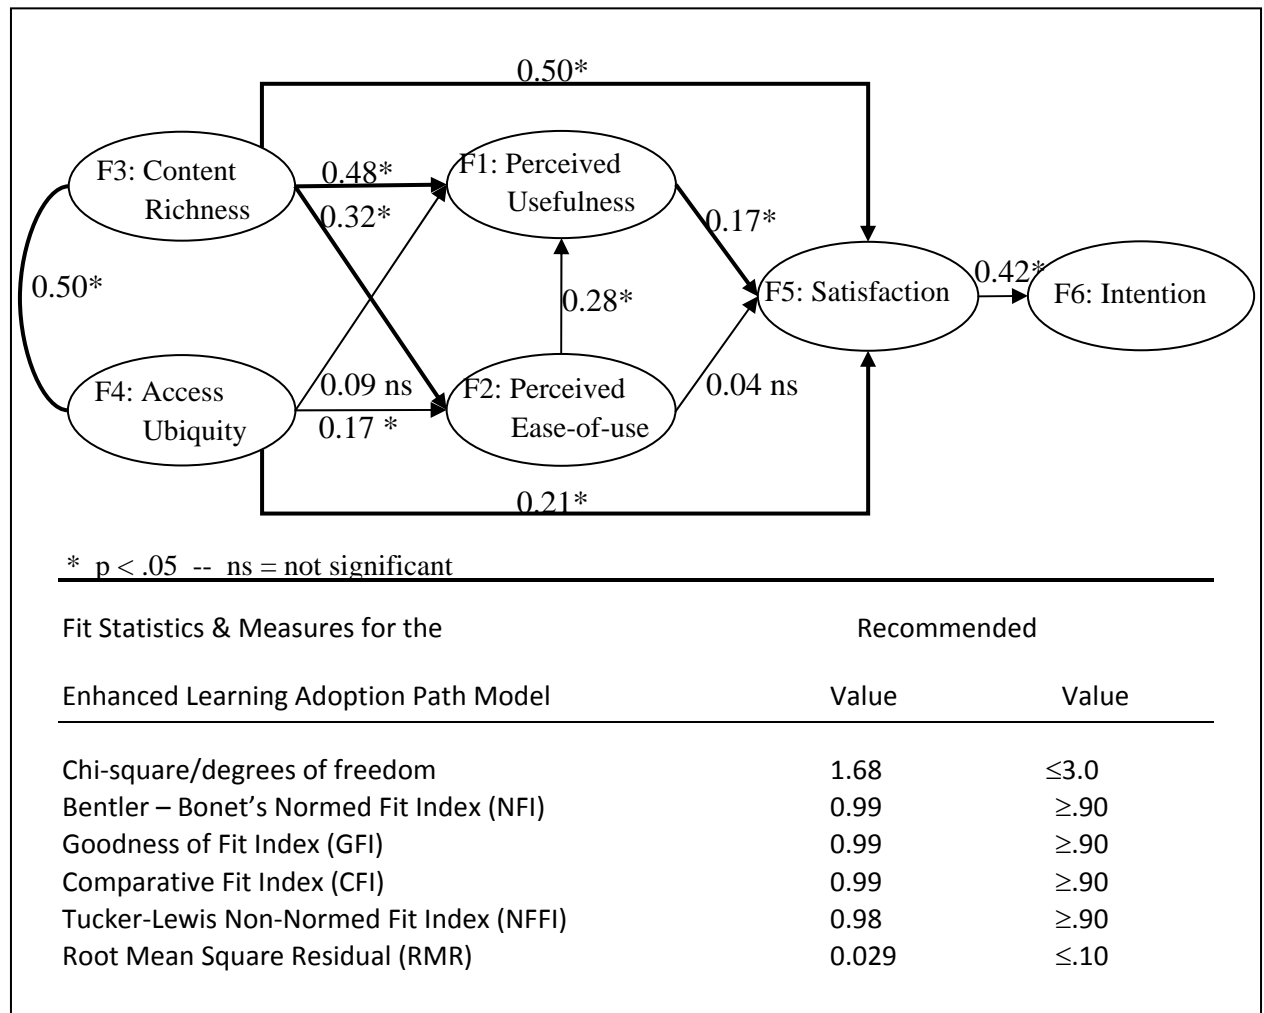 0.50*
F3: Content
Richness
0.48*
0.32*
F1: Perceived
Usefulness
0.17*
0.50*
0.28*
F5: Satisfaction
0.42*
F6: Intention
F4: Access
Ubiquity
0.09 ns
0.17 *
F2: Perceived
Ease-of-use
0.04 ns
0.21*
* p < .05 -- ns = not significant
Fit Statistics & Measures for the Recommended
Enhanced Learning Adoption Path Model Value Value
Chi-square/degrees of freedom 1.68 ≤3.0
Bentler – Bonet’s Normed Fit Index (NFI) 0.99 ≥.90
Goodness of Fit Index (GFI) 0.99 ≥.90
Comparative Fit Index (CFI) 0.99 ≥.90
Tucker-Lewis Non-Normed Fit Index (NFFI) 0.98 ≥.90
Root Mean Square Residual (RMR) 0.029 ≤.10